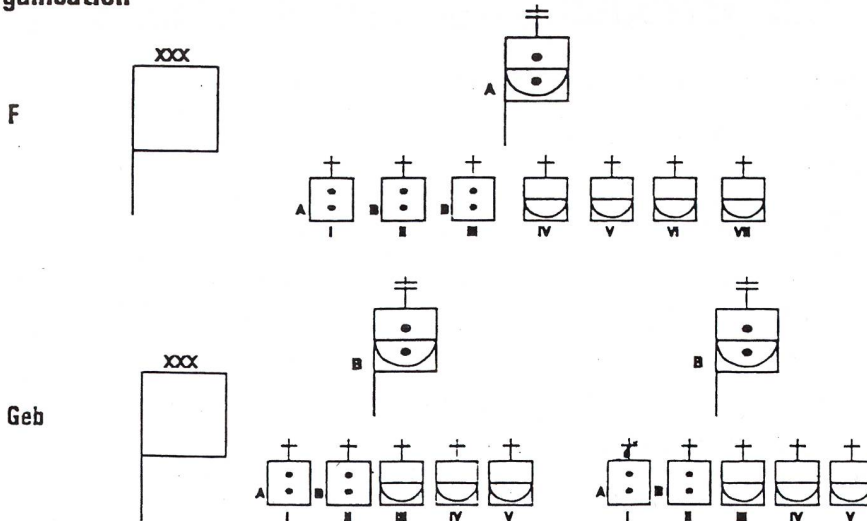 ganisation
XXX
A
F
A B B
I II III IV V VI VII
XXX
B B
Geb
A B A B
I II III IV V I II III IV V